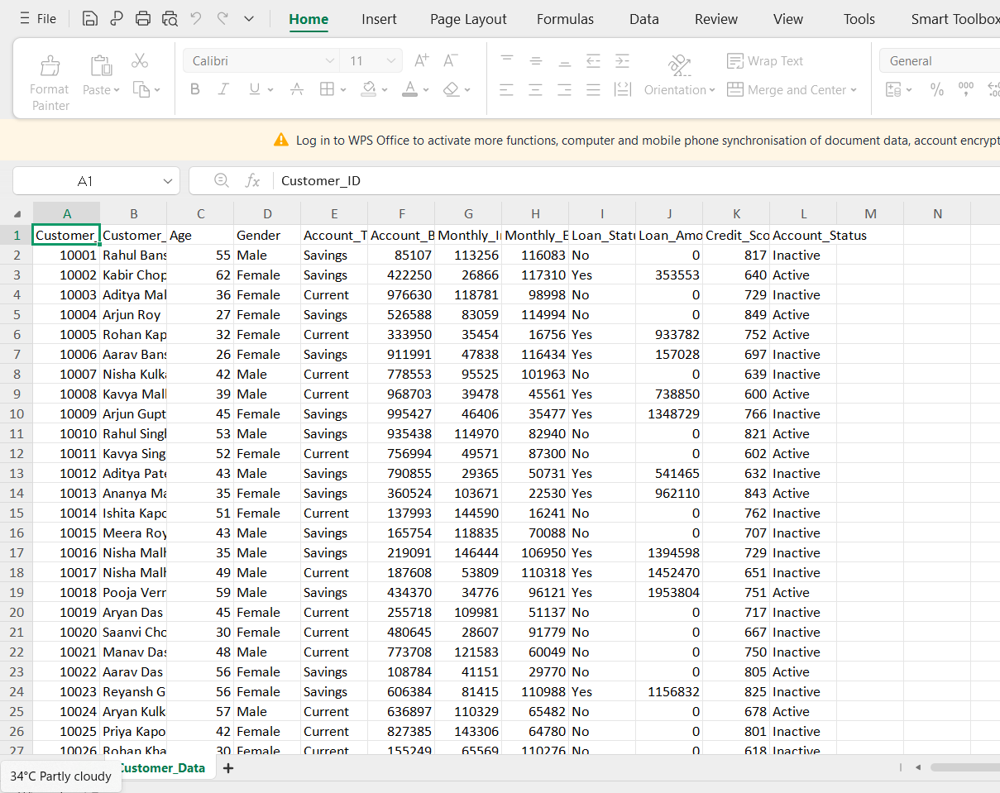 File Home Insert Page Layout Formulas Data Review View Tools Smart Toolbox
Calibri 11 Wrap Text General
Format Painter Paste Orientation Merge and Center
Log in to WPS Office to activate more functions, computer and mobile phone synchronisation of document data, account encrypt
A1 fx Customer_ID
A B C D E F G H I J K L M N
1 Customer_ Customer_ Age Gender Account_T Account_B Monthly_I Monthly_E Loan_Stat Loan_Amo Credit_Sco Account_Status
2 10001 Rahul Bans 55 Male Savings 85107 113256 116083 No 0 817 Inactive
3 10002 Kabir Chop 62 Female Savings 422250 26866 117310 Yes 353553 640 Active
4 10003 Aditya Mal 36 Female Current 976630 118781 98998 No 0 729 Inactive
5 10004 Arjun Roy 27 Female Savings 526588 83059 114994 No 0 849 Active
6 10005 Rohan Kap 32 Female Current 333950 35454 16756 Yes 933782 752 Active
7 10006 Aarav Bans 26 Female Savings 911991 47838 116434 Yes 157028 697 Inactive
8 10007 Nisha Kulk 42 Male Current 778553 95525 101963 No 0 639 Inactive
9 10008 Kavya Mal 39 Male Current 968703 39478 45561 Yes 738850 600 Active
10 10009 Arjun Gupt 45 Female Savings 995427 46406 35477 Yes 1348729 766 Inactive
11 10010 Rahul Singh 53 Male Savings 935438 114970 82940 No 0 821 Active
12 10011 Kavya Sing 52 Female Current 756994 49571 87300 No 0 602 Active
13 10012 Aditya Pate 43 Male Savings 790855 29365 50731 Yes 541465 632 Inactive
14 10013 Ananya Ma 35 Female Savings 360524 103671 22530 Yes 962110 843 Active
15 10014 Ishita Kapo 51 Female Current 137993 144590 16241 No 0 762 Inactive
16 10015 Meera Roy 43 Male Savings 165754 118835 70088 No 0 707 Inactive
17 10016 Nisha Malh 35 Male Savings 219091 146444 106950 Yes 1394598 729 Inactive
18 10017 Nisha Malh 49 Male Current 187608 53809 110318 Yes 1452470 651 Inactive
19 10018 Pooja Verr 59 Male Savings 434370 34776 96121 Yes 1953804 751 Active
20 10019 Aryan Das 45 Female Current 255718 109981 51137 No 0 717 Inactive
21 10020 Saanvi Cho 30 Female Current 480645 28607 91779 No 0 667 Inactive
22 10021 Manav Das 48 Male Current 773708 121583 60049 No 0 750 Inactive
23 10022 Aarav Das 56 Female Savings 108784 41151 29770 No 0 805 Active
24 10023 Reyansh G 56 Female Savings 606384 81415 110988 Yes 1156832 825 Inactive
25 10024 Aryan Kulk 57 Male Current 636897 110329 65482 No 0 678 Active
26 10025 Priya Kapo 42 Female Current 827385 143306 64780 No 0 801 Inactive
27 10026 Rohan Kha 30 Female Current 155249 65569 110276 No 0 618 Inactive
Customer_Data
34°C Partly cloudy